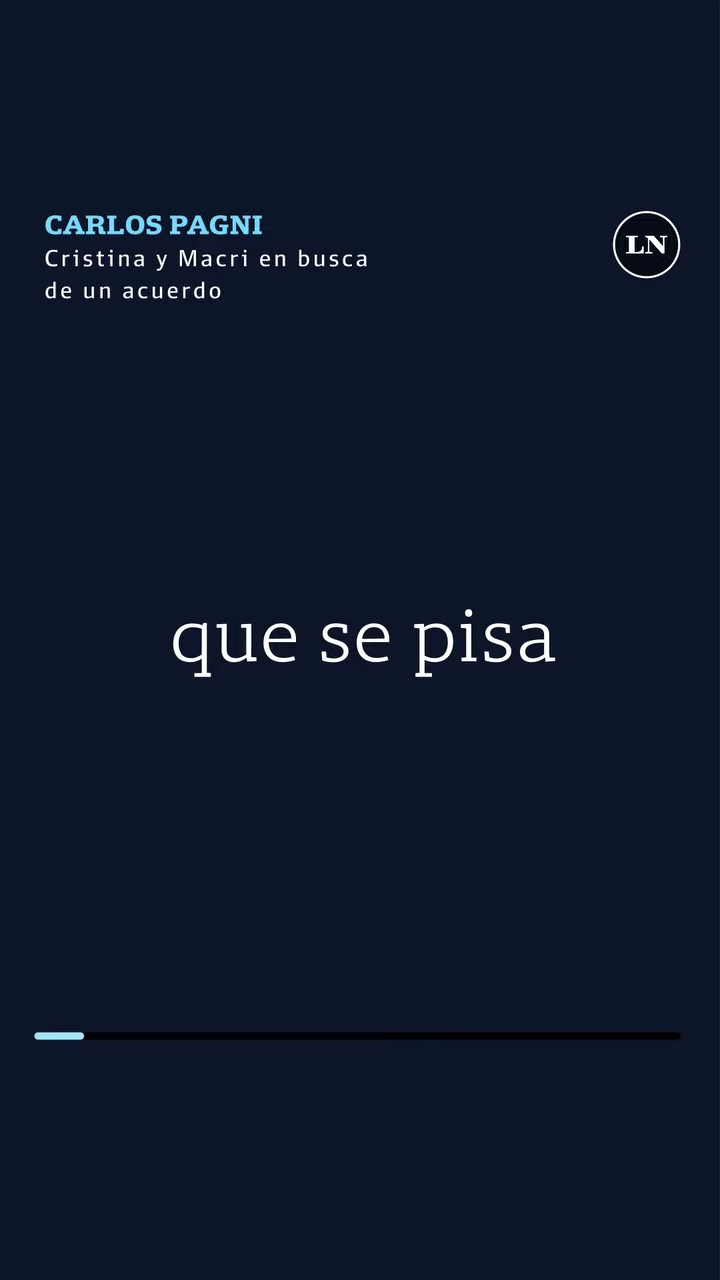 CARLOS PAGNI
Cristina y Macri en busca
de un acuerdo
LN
que se pisa